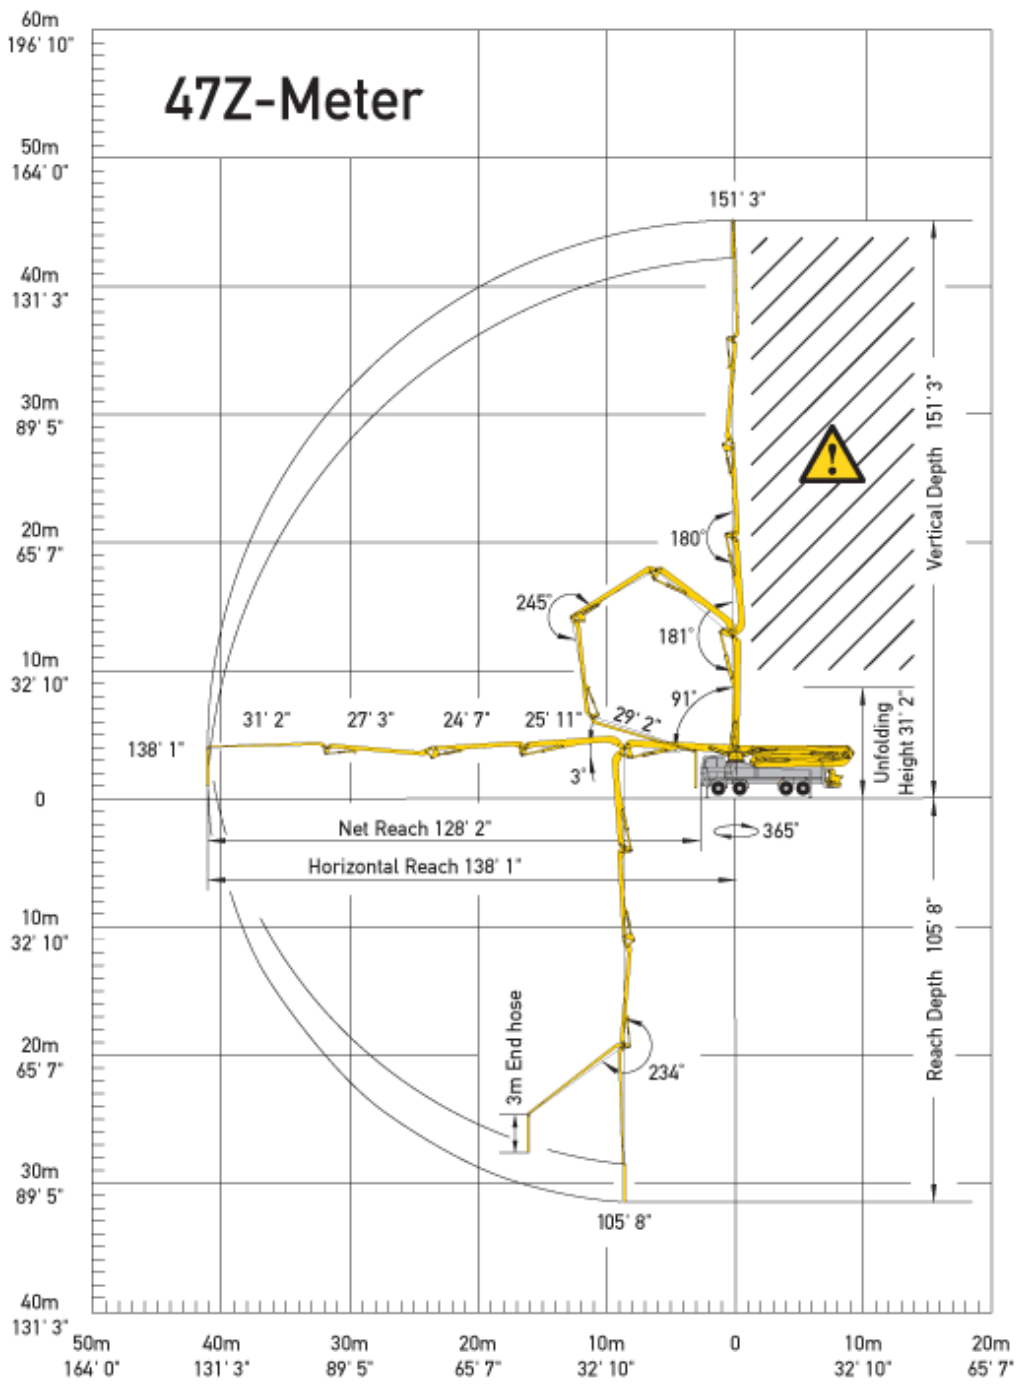 60m
196' 10"
47Z-Meter
50m
164' 0"
151' 3"
40m
131' 3"
30m
89' 5"
Vertical Depth 151' 3"
20m
65' 7"
180°
245°
181°
10m
32' 10"
91°
31' 2"
27' 3"
24' 7"
25' 11"
29' 2"
Unfolding
Height 31' 2"
138' 1"
3°
0
Net Reach 128' 2"
365°
Horizontal Reach 138' 1"
10m
32' 10"
Reach Depth 105' 8"
3m End hose
20m
65' 7"
234°
30m
89' 5"
105' 8"
40m
131' 3"
50m 40m 30m 20m 10m 0 10m 20m
164' 0" 131' 3" 89' 5" 65' 7" 32' 10" 32' 10" 65' 7"